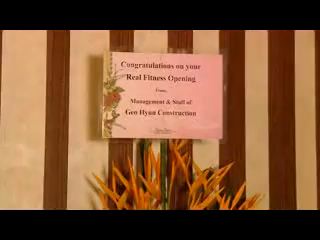 Congratulations on your
Real Fitness Opening
From:
Management & Staff of
Geo Hyun Construction